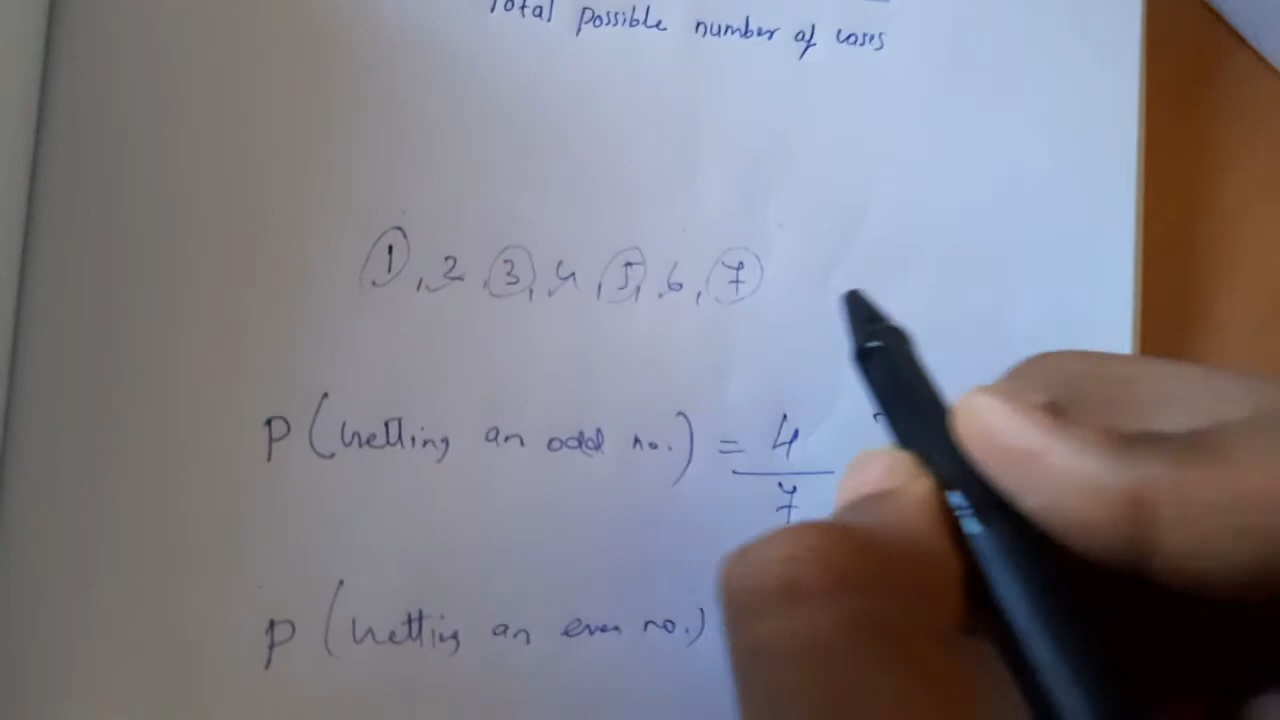 Total possible number of cases
1, 2, 3, 4, 5, 6, 7
P (Getting an odd no.) = 4/7
P (Getting an even no.)